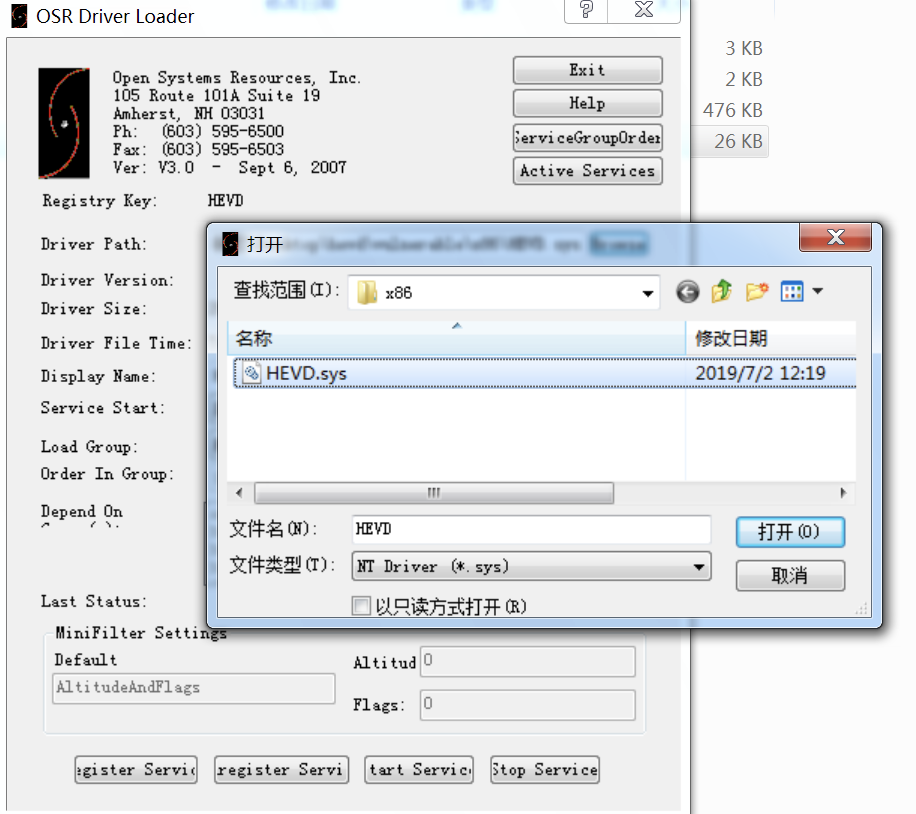 OSR Driver Loader
?
3 KB
2 KB
476 KB
26 KB
Open Systems Resources, Inc.
105 Route 101A Suite 19
Amherst, NH 03031
Ph: (603) 595-6500
Fax: (603) 595-6503
Ver: V3.0 - Sept 6, 2007
Exit
Help
ServiceGroupOrder
Active Services
Registry Key: HEVD
Driver Path:
Driver Version:
Driver Size:
Driver File Time:
Display Name:
Service Start:
Load Group:
Order In Group:
Depend On
Last Status:
打开
查找范围(I): x86
名称 修改日期
HEVD.sys 2019/7/2 12:19
文件名(N): HEVD 打开(O)
文件类型(T): NT Driver (*.sys) 取消
以只读方式打开(R)
MiniFilter Settings
Default
AltitudeAndFlags
Altitud 0
Flags: 0
egister Servic
register Servi
tart Servic
Stop Service